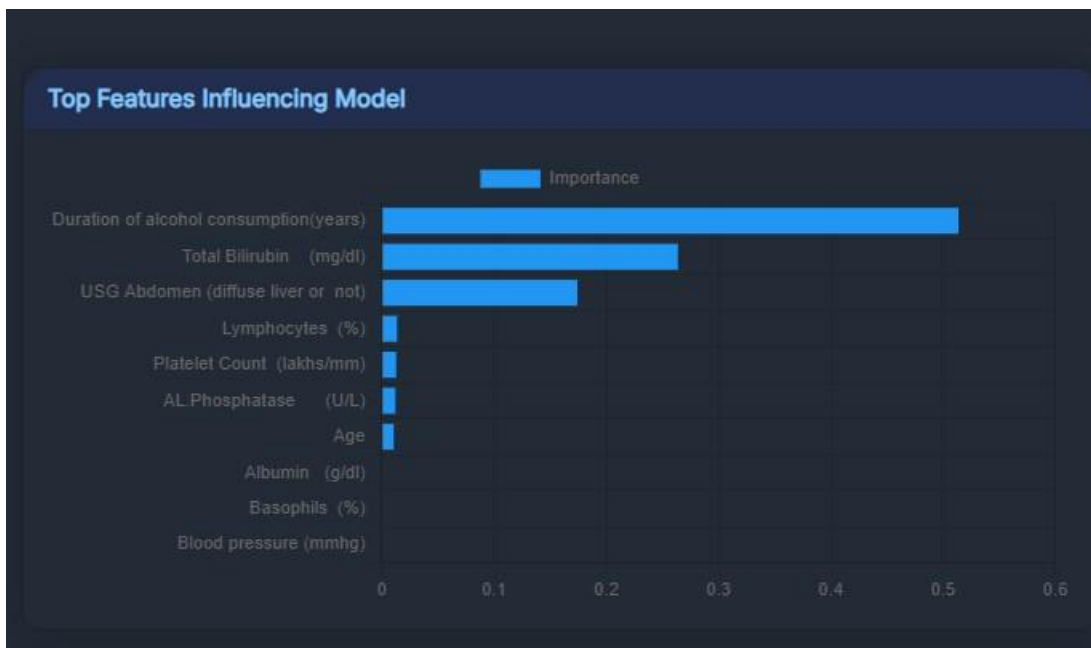 Top Features Influencing Model
Importance
Duration of alcohol consumption(years)
Total Bilirubin    (mg/dl)
USG Abdomen (diffuse liver or  not)
Lymphocytes  (%)
Platelet Count  (lakhs/mm)
AL.Phosphatase      (U/L)
Age
Albumin   (g/dl)
Basophils  (%)
Blood pressure (mmhg)
0 0.1 0.2 0.3 0.4 0.5 0.6